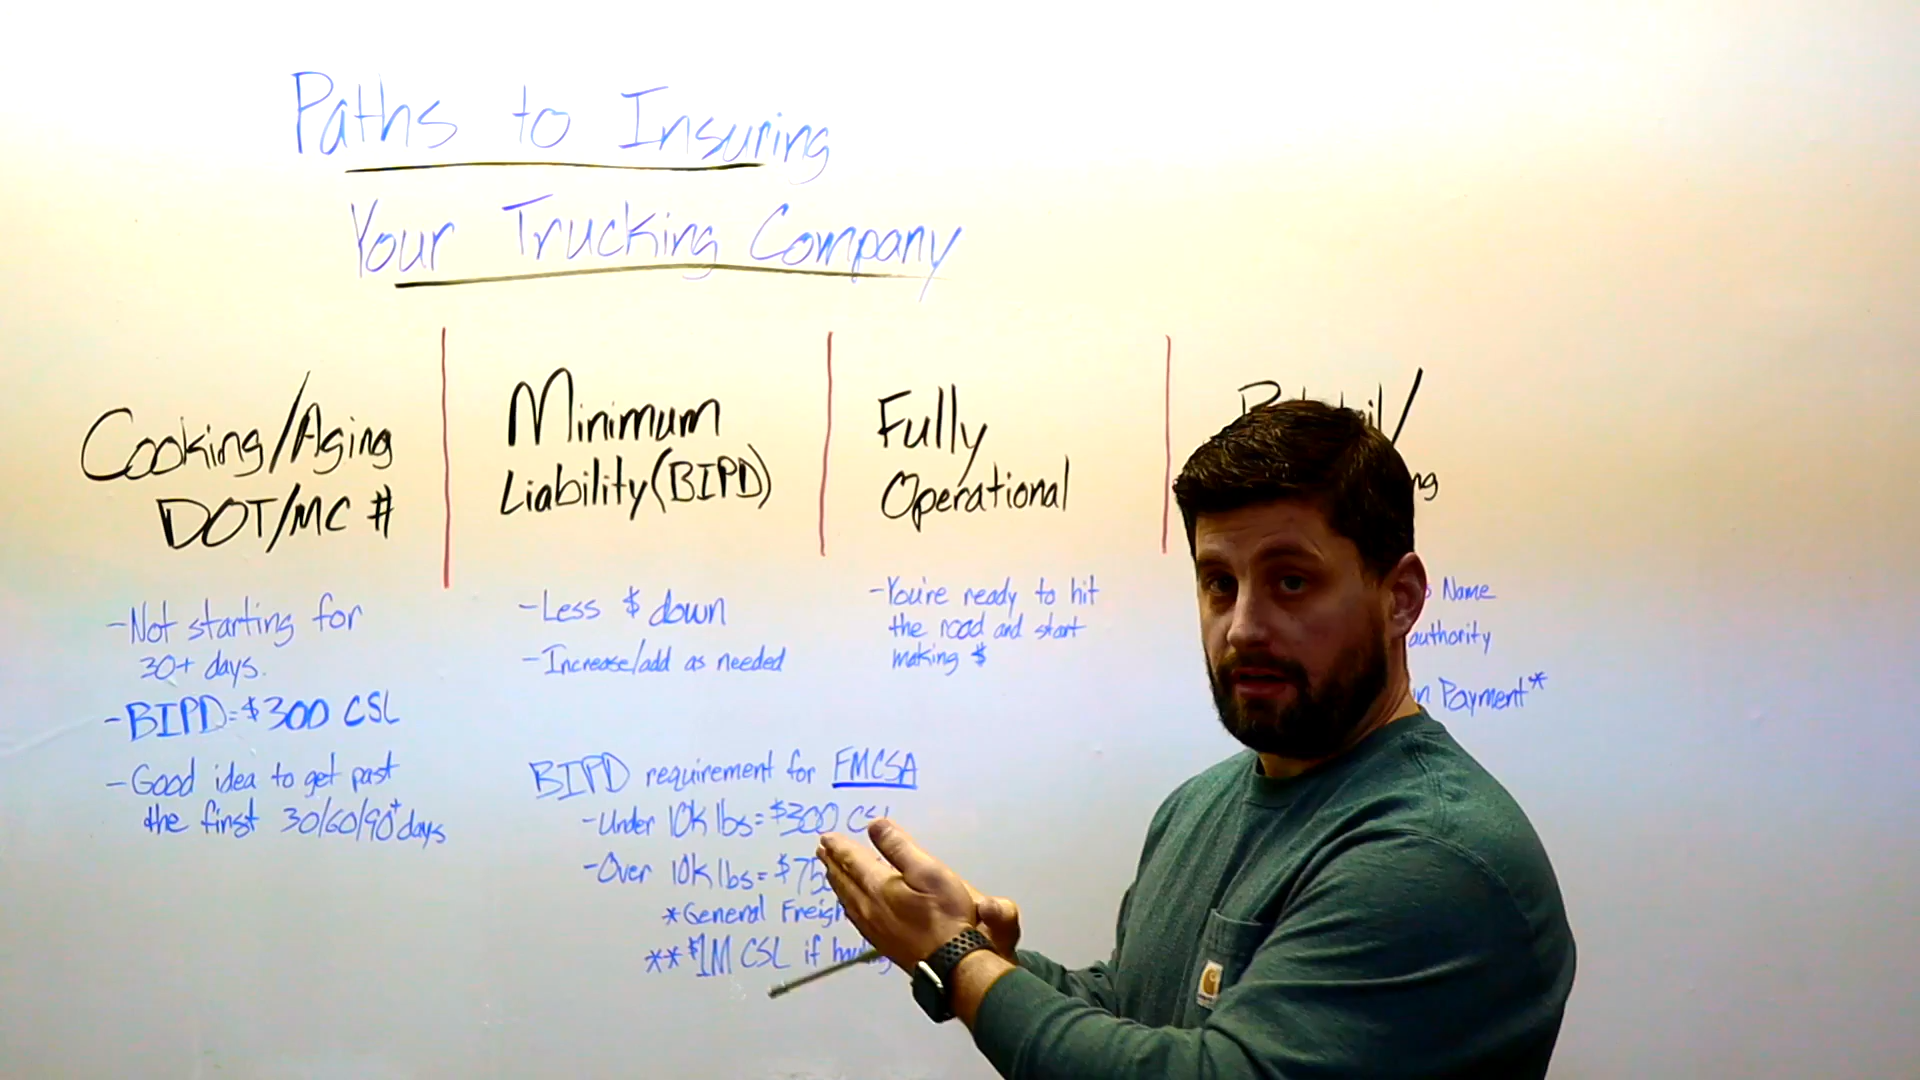 Paths to Insuring
Your Trucking Company
Cooking/Aging
DOT/MC #
-Not starting for
30+ days.
-BIPD=$300 CSL
-Good idea to get past
the first 30/60/90+ days
Minimum
Liability (BIPD)
-Less $ down
-Increase/add as needed
BIPD requirement for FMCSA
-Under 10k lbs=$300 CSL
-Over 10k lbs=
*General
**$1M CSL if
Fully
Operational
-You're ready to hit
the road and start
making $
Name
authority
Payment*